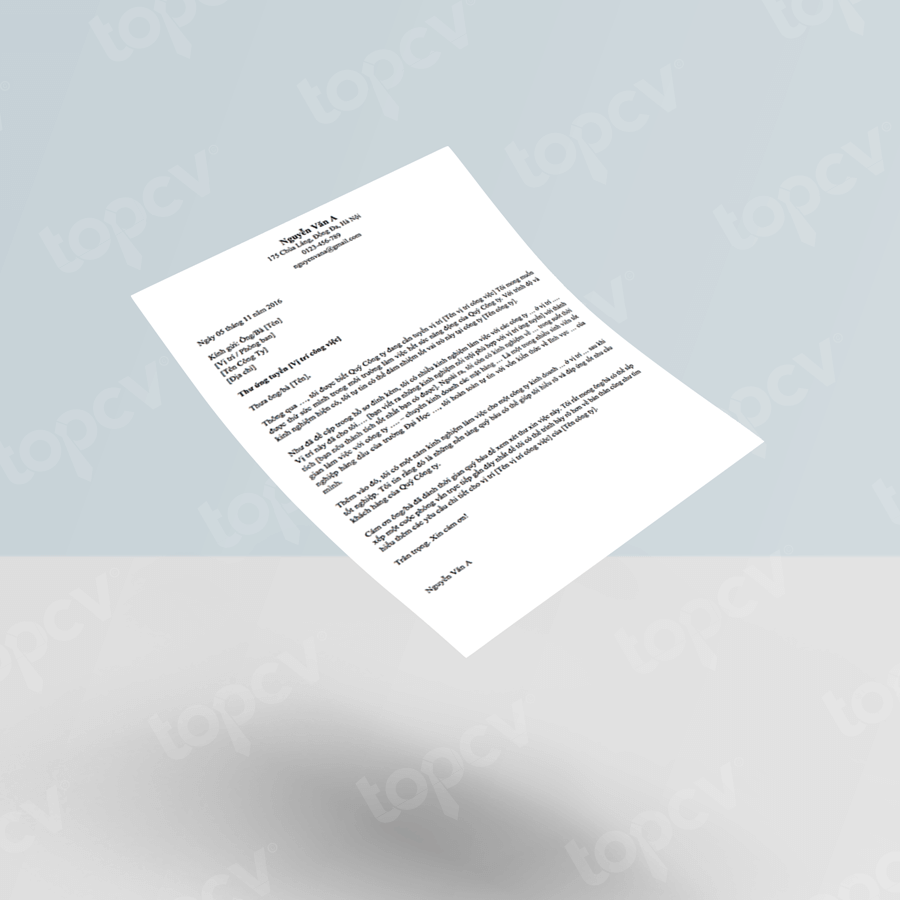 Nguyễn Văn A
175 Chùa Láng, Đống Đa, Hà Nội
0123-456-789
nguyenvana@gmail.com
Ngày 05 tháng 11 năm 2016
Kính gửi: Ông/Bà [Tên]
[Vị trí / Phòng ban]
[Tên Công Ty]
[Địa chỉ]
Thư ứng tuyển [Vị trí công việc]
Thưa ông/bà [Tên],
Thông qua …, tôi được biết Quý Công ty đang cần tuyển vị trí [Tên vị trí công việc] Tôi mong muốn
được thử sức mình trong môi trường làm việc hết sức năng động của Quý Công ty. Với trình độ và
kinh nghiệm hiện có, tôi tự tin có thể đảm nhiệm tốt vai trò này tại công ty [Tên công ty].
Như đã đề cập trong hồ sơ đính kèm, tôi có nhiều kinh nghiệm làm việc với các công ty … ở vị trí …
Vị trí này đã cho tôi… [bạn viết ra những kinh nghiệm nổi trội phù hợp với vị trí ứng tuyển] với thành
tích [bạn nêu thành tích tốt nhất bạn có được]. Ngoài ra, tôi còn có kinh nghiệm về … trong một thời
gian làm việc với công ty … – chuyên kinh doanh các mặt hàng … Là một trong nhiều sinh viên tốt
nghiệp hàng đầu của trường Đại Học …, tôi hoàn toàn tự tin với vốn kiến thức về lĩnh vực … của
mình.
Thêm vào đó, tôi có một năm kinh nghiệm làm việc cho một công ty kinh doanh … ở vị trí … sau khi
tốt nghiệp. Tôi tin rằng đó là những nền tảng quý báu có thể giúp tôi hiểu rõ và đáp ứng tốt nhu cầu
khách hàng của Quý Công ty.
Cám ơn ông/bà đã dành thời gian quý báu để xem xét thư xin việc này. Tôi rất mong ông/bà có thể sắp
xếp một cuộc phỏng vấn trực tiếp gần đây nhất để tôi có thể trình bày rõ hơn về bản thân cũng như tìm
hiểu thêm các yêu cầu chi tiết cho vị trí [Tên vị trí công việc] của [Tên công ty].
Trân trọng. Xin cám ơn!
Nguyễn Văn A
topcv
topcv
topcv
topcv
topcv
topcv
topcv
topcv
topcv
topcv
topcv